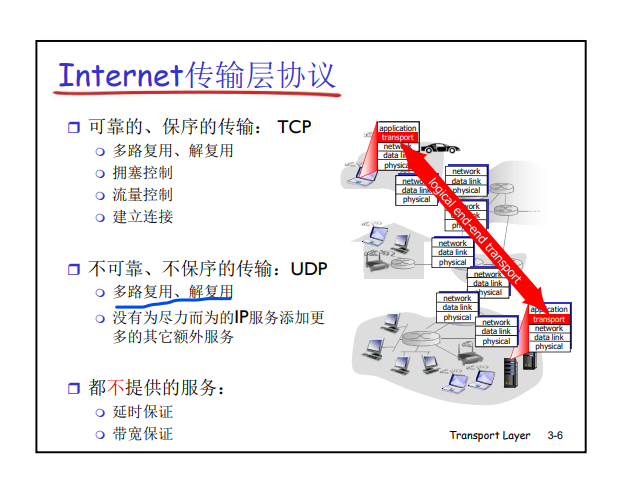 Internet传输层协议
可靠的、保序的传输： TCP
多路复用、解复用
拥塞控制
流量控制
建立连接
不可靠、不保序的传输：UDP
多路复用、解复用
没有为尽力而为的IP服务添加更
多的其它额外服务
都不提供的服务：
延时保证
带宽保证
application
transport
network
data link
physical
network
data link
physical
network
data link
physical
network
physical
network
data link
physical
network
data link
physical
network
data link
physical
network
data link
physical
application
transport
network
data link
physical
logical end-end transport
Transport Layer 3-6